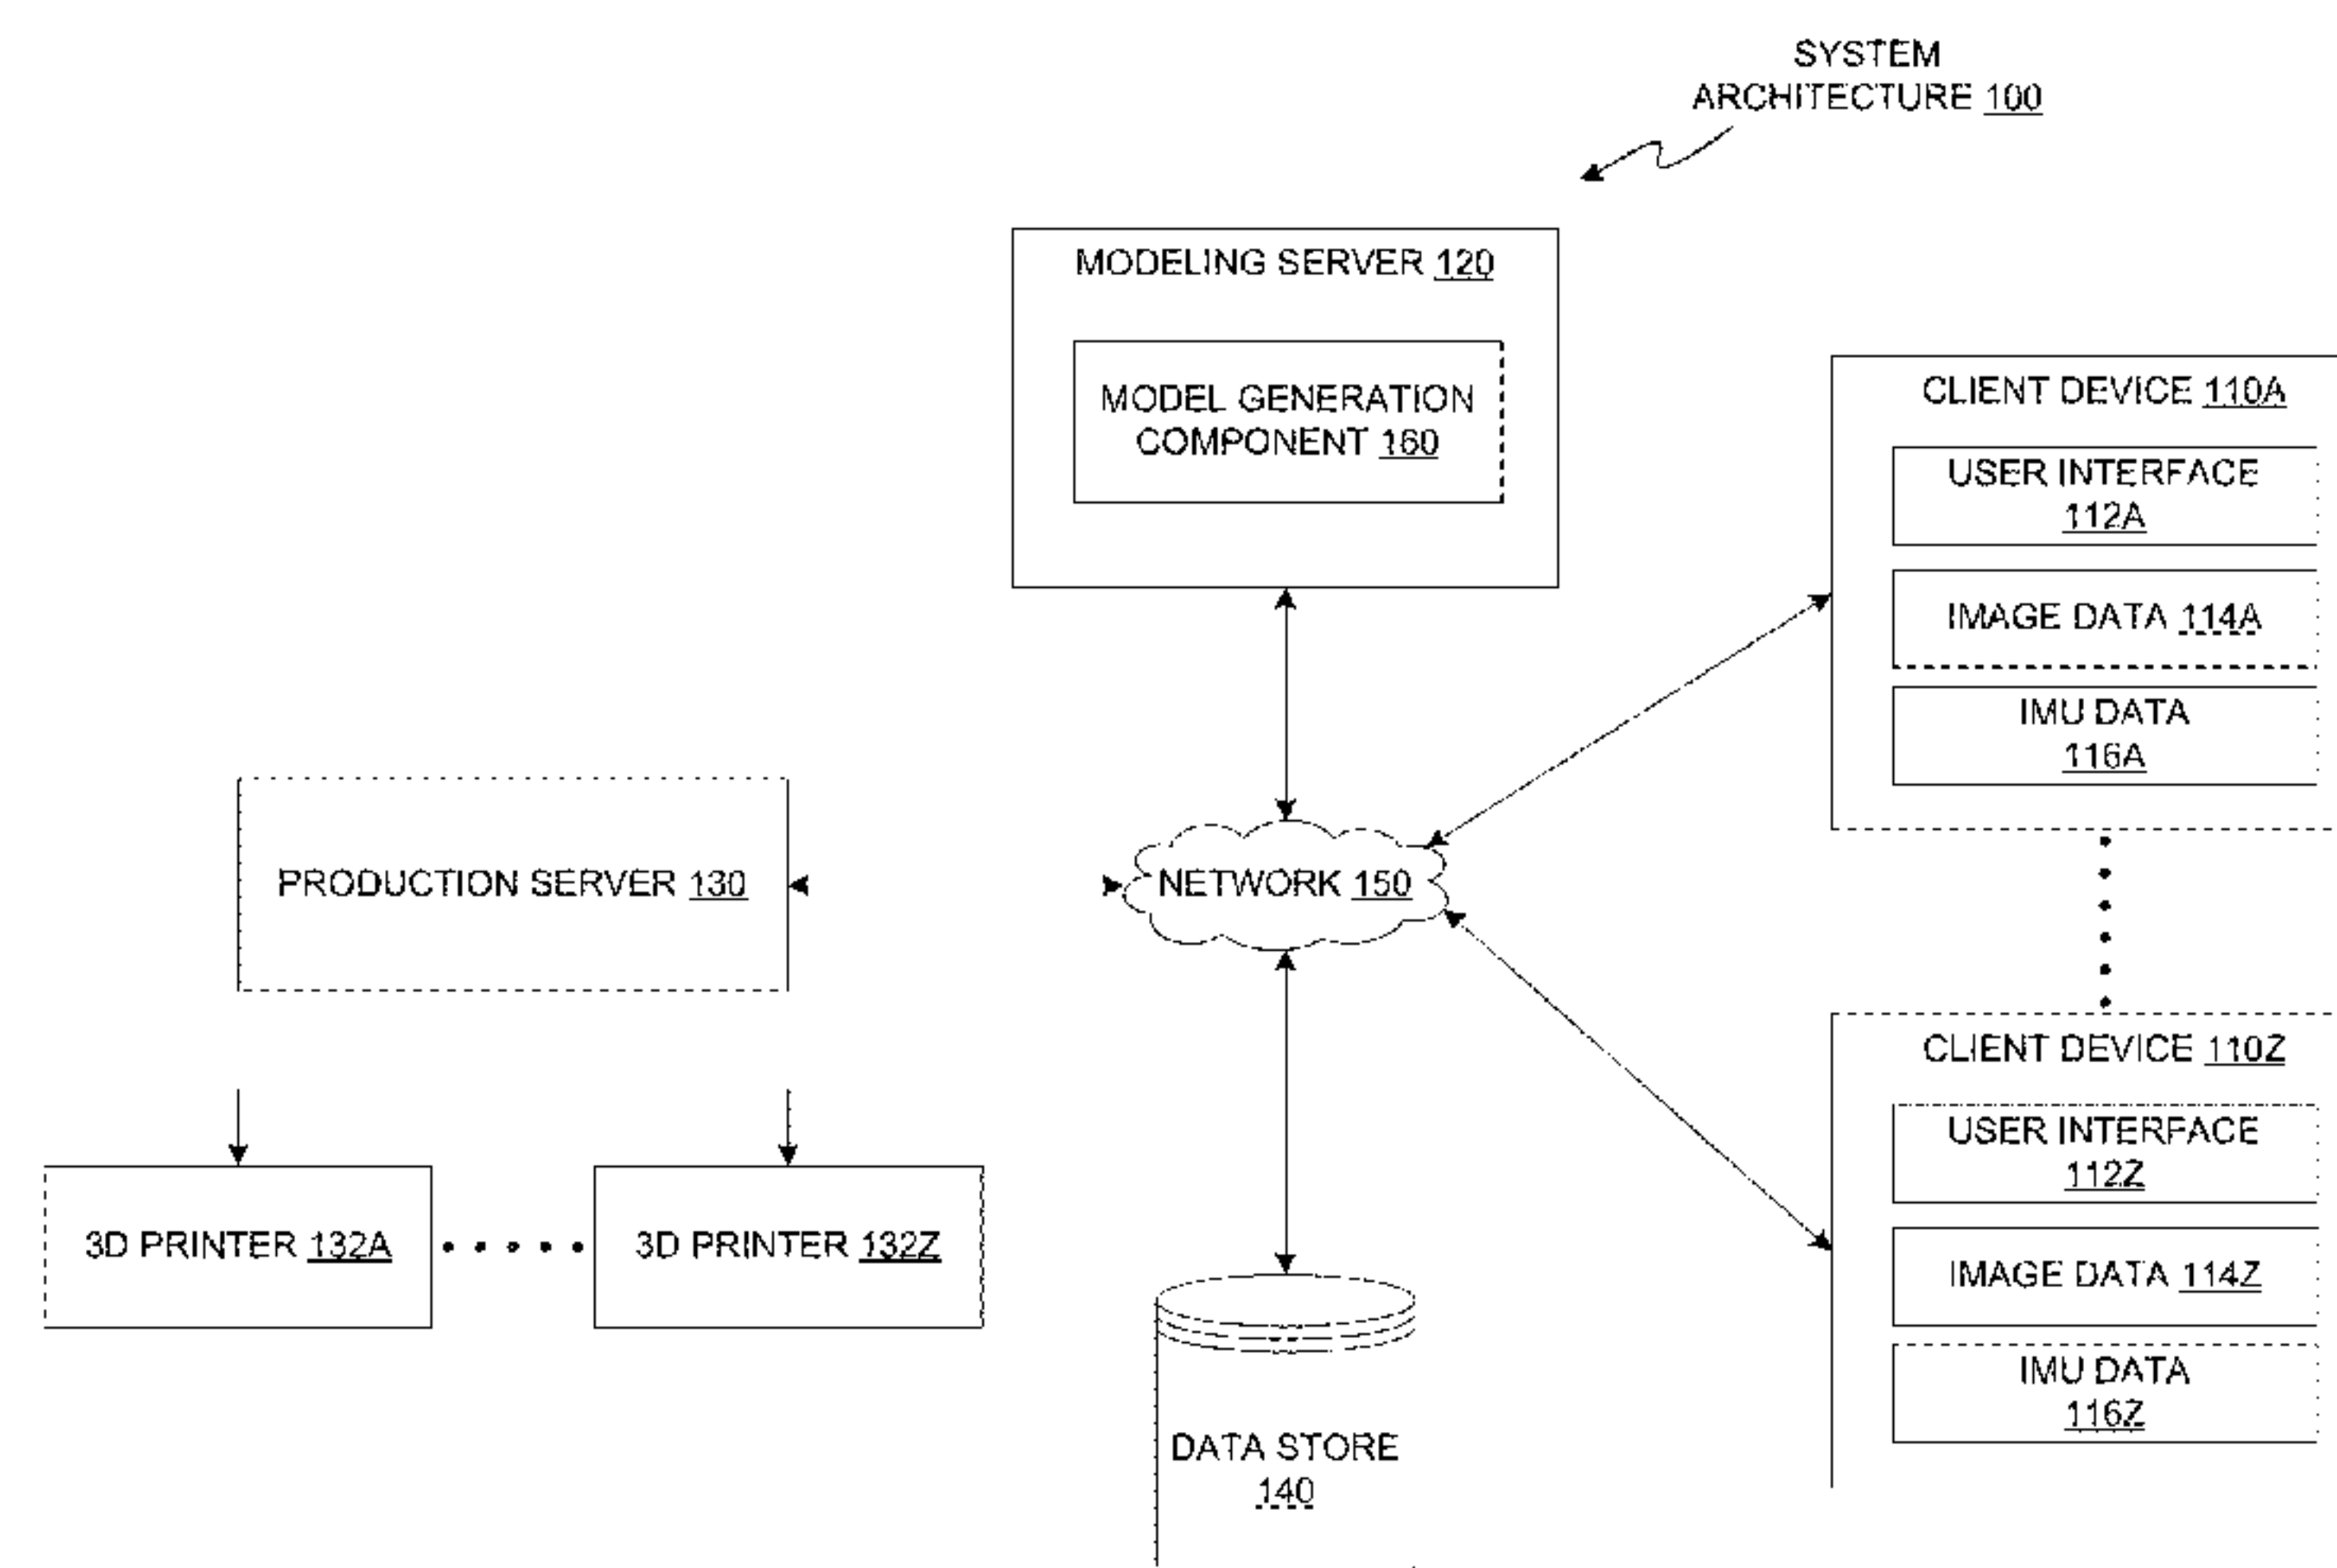 SYSTEM
ARCHITECTURE 100
MODELING SERVER 120
MODEL GENERATION
COMPONENT 160
CLIENT DEVICE 110A
USER INTERFACE
112A
IMAGE DATA 114A
IMU DATA
116A
PRODUCTION SERVER 130
NETWORK 150
CLIENT DEVICE 110Z
USER INTERFACE
112Z
IMAGE DATA 114Z
IMU DATA
116Z
3D PRINTER 132A
3D PRINTER 132Z
DATA STORE
140